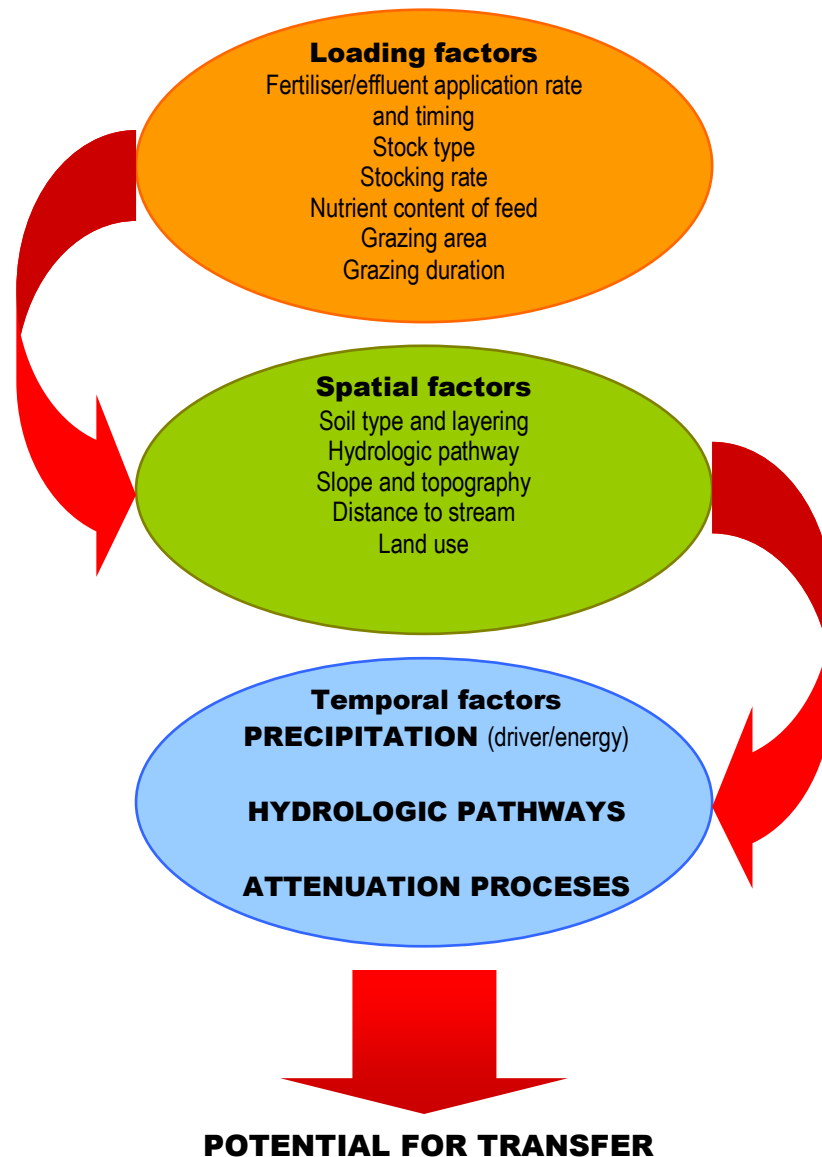 Loading factors
Fertiliser/effluent application rate
and timing
Stock type
Stocking rate
Nutrient content of feed
Grazing area
Grazing duration
Spatial factors
Soil type and layering
Hydrologic pathway
Slope and topography
Distance to stream
Land use
Temporal factors
PRECIPITATION (driver/energy)
HYDROLOGIC PATHWAYS
ATTENUATION PROCESES
POTENTIAL FOR TRANSFER